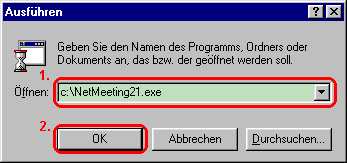 Ausführen
Geben Sie den Namen des Programms, Ordners oder
Dokuments an, das bzw. der geöffnet werden soll.
1.
Öffnen: c:\NetMeeting21.exe
2.
OK Abbrechen Durchsuchen...